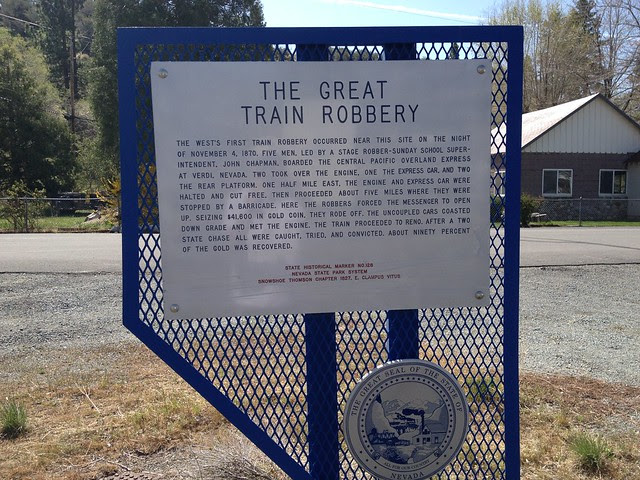 THE GREAT
TRAIN ROBBERY
THE WEST'S FIRST TRAIN ROBBERY OCCURRED NEAR THIS SITE ON THE NIGHT
OF NOVEMBER 4, 1870. FIVE MEN, LED BY A STAGE ROBBER-SUNDAY SCHOOL SUPER-
INTENDENT, JOHN CHAPMAN, BOARDED THE CENTRAL PACIFIC OVERLAND EXPRESS
AT VERDI, NEVADA. TWO TOOK OVER THE ENGINE, ONE THE EXPRESS CAR, AND TWO
THE REAR PLATFORM. ONE HALF MILE EAST, THE ENGINE AND EXPRESS CAR WERE
HALTED AND CUT FREE, THEN PROCEEDED ABOUT FIVE MILES WHERE THEY WERE
STOPPED BY A BARRICADE. HERE THE ROBBERS FORCED THE MESSENGER TO OPEN
UP. SEIZING $41,600 IN GOLD COIN, THEY RODE OFF. THE UNCOUPLED CARS COASTED
DOWN GRADE AND MET THE ENGINE. THE TRAIN PROCEEDED TO RENO. AFTER A TWO
STATE CHASE ALL WERE CAUGHT, TRIED, AND CONVICTED. ABOUT NINETY PERCENT
OF THE GOLD WAS RECOVERED.
STATE HISTORICAL MARKER NO.128
NEVADA STATE PARK SYSTEM
SNOWSHOE THOMSON CHAPTER 1827, E. CLAMPUS VITUS
THE GREAT SEAL OF THE STATE OF
ALL FOR OUR COUNTRY
NEVADA